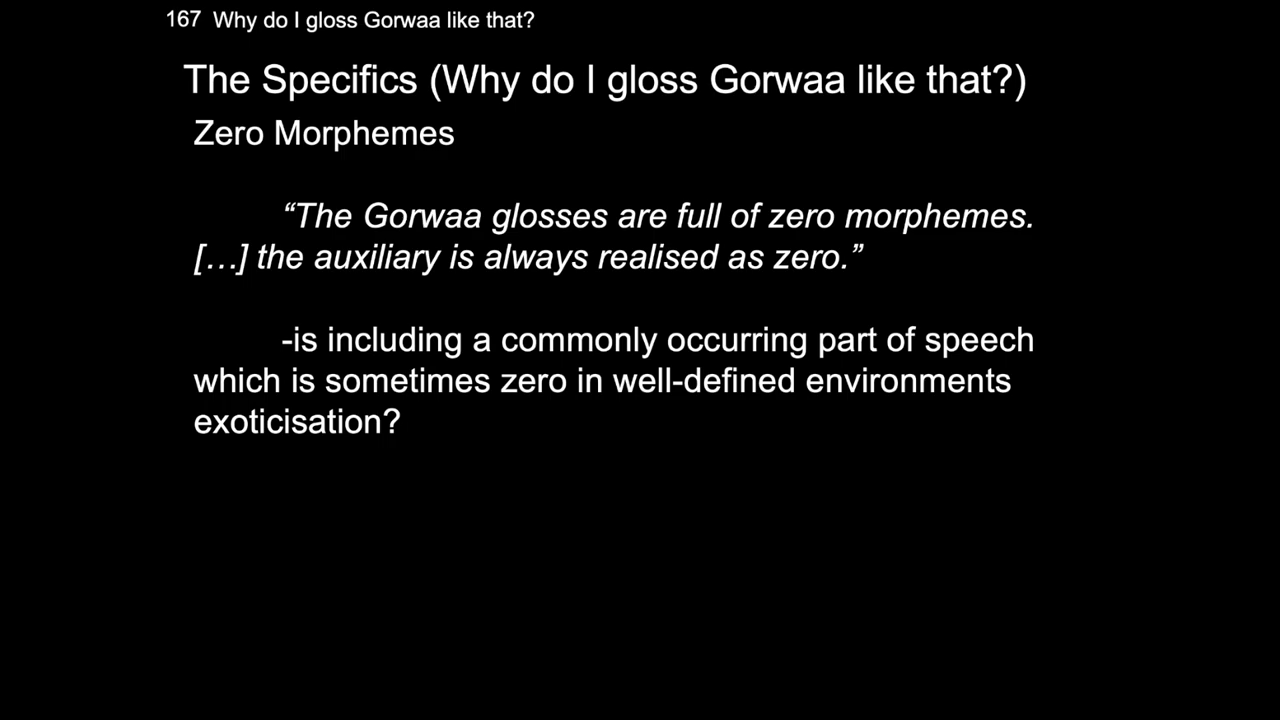 167 Why do I gloss Gorwaa like that?
The Specifics (Why do I gloss Gorwaa like that?)
Zero Morphemes
“The Gorwaa glosses are full of zero morphemes.
[…] the auxiliary is always realised as zero.”
-is including a commonly occurring part of speech
which is sometimes zero in well-defined environments
exoticisation?